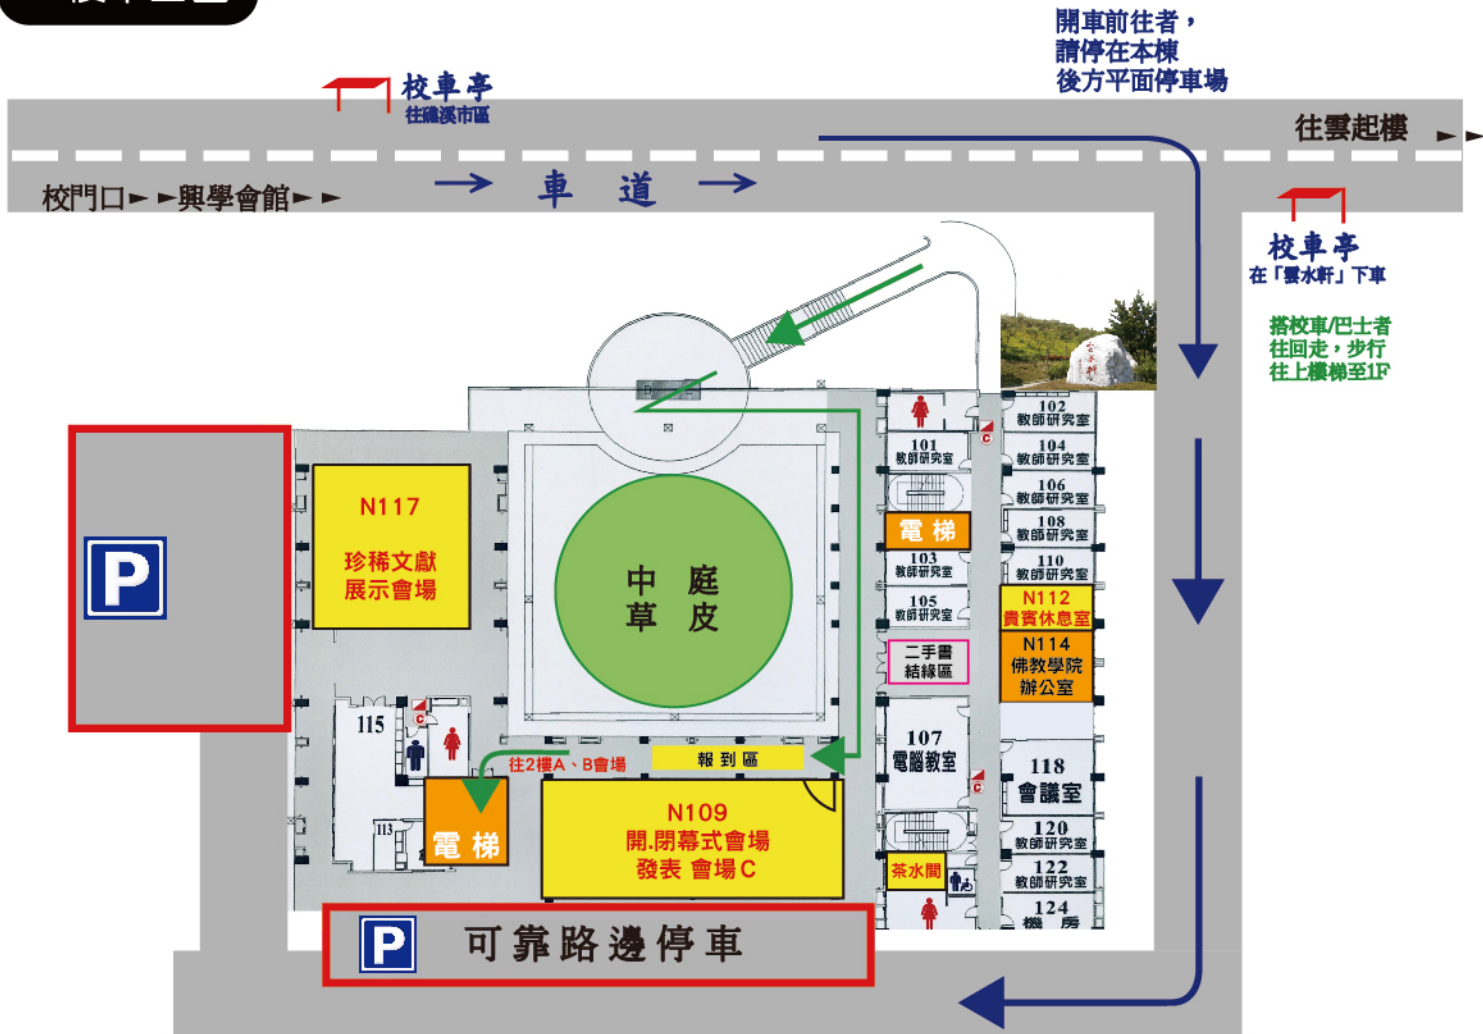 開車前往者，
請停在本棟
後方平面停車場
校車亭
往礁溪市區
往雲起樓
校門口
興學會館
車 道
校車亭
在「雲水軒」下車
搭校車/巴士者
往回走，步行
往上樓梯至1F
雲水軒
102
教師研究室
101
教師研究室
104
教師研究室
106
教師研究室
電梯
108
教師研究室
103
教師研究室
110
教師研究室
N117
珍稀文獻
展示會場
中 庭
草 皮
105
教師研究室
N112
貴賓休息室
二手書
結緣區
N114
佛教學院
辦公室
115
107
電腦教室
118
會議室
往2樓A、B會場
報到區
N109
開.閉幕式會場
發表 會場C
113
電梯
120
教師研究室
茶水間
122
教師研究室
124
機房
P
P
可靠路邊停車
C
C
C